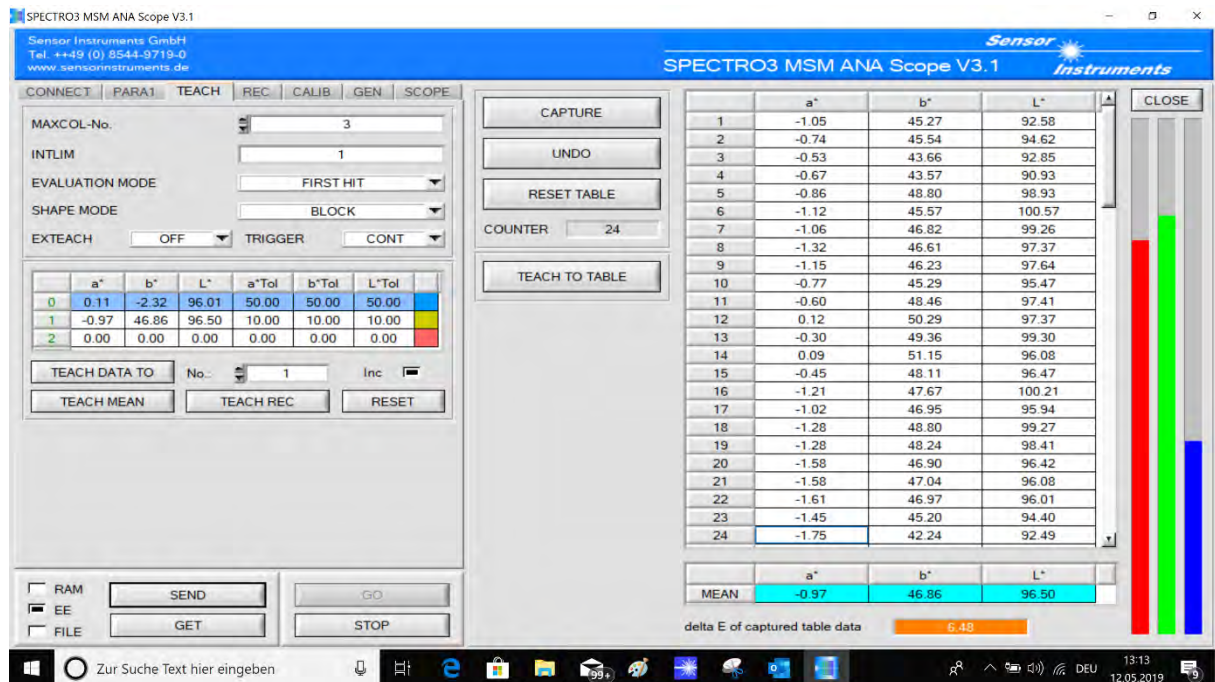 SPECTRO3 MSM ANA Scope V3.1
Sensor Instruments GmbH
Tel. ++49 (0) 8544-9719-0
www.sensorinstruments.de
Sensor
Instruments
SPECTRO3 MSM ANA Scope V3.1
CONNECT PARA1 TEACH REC CALIB GEN SCOPE
MAXCOL-No. 3
INTLIM 1
EVALUATION MODE FIRST HIT
SHAPE MODE BLOCK
EXTEACH OFF TRIGGER CONT
a* b* L* a*Tol b*Tol L*Tol
0 0.11 -2.32 96.01 50.00 50.00 50.00
1 -0.97 46.86 96.50 10.00 10.00 10.00
2 0.00 0.00 0.00 0.00 0.00 0.00
TEACH DATA TO No.: 1 Inc
TEACH MEAN TEACH REC RESET
RAM
EE
FILE
SEND GO
GET STOP
CAPTURE
UNDO
RESET TABLE
COUNTER 24
TEACH TO TABLE
a* b* L*
1 -1.05 45.27 92.58
2 -0.74 45.54 94.62
3 -0.53 43.66 92.85
4 -0.67 43.57 90.93
5 -0.86 48.80 98.93
6 -1.12 45.57 100.57
7 -1.06 46.82 99.26
8 -1.32 46.61 97.37
9 -1.15 46.23 97.64
10 -0.77 45.29 95.47
11 -0.60 48.46 97.41
12 0.12 50.29 97.37
13 -0.30 49.36 99.30
14 0.09 51.15 96.08
15 -0.45 48.11 96.47
16 -1.21 47.67 100.21
17 -1.02 46.95 95.94
18 -1.28 48.80 99.27
19 -1.28 48.24 98.41
20 -1.58 46.90 96.42
21 -1.58 47.04 96.08
22 -1.61 46.97 96.01
23 -1.45 45.20 94.40
24 -1.75 42.24 92.49
a* b* L*
MEAN -0.97 46.86 96.50
delta E of captured table data 6.48
CLOSE
Zur Suche Text hier eingeben
99+
DEU
13:13
12.05.2019
9